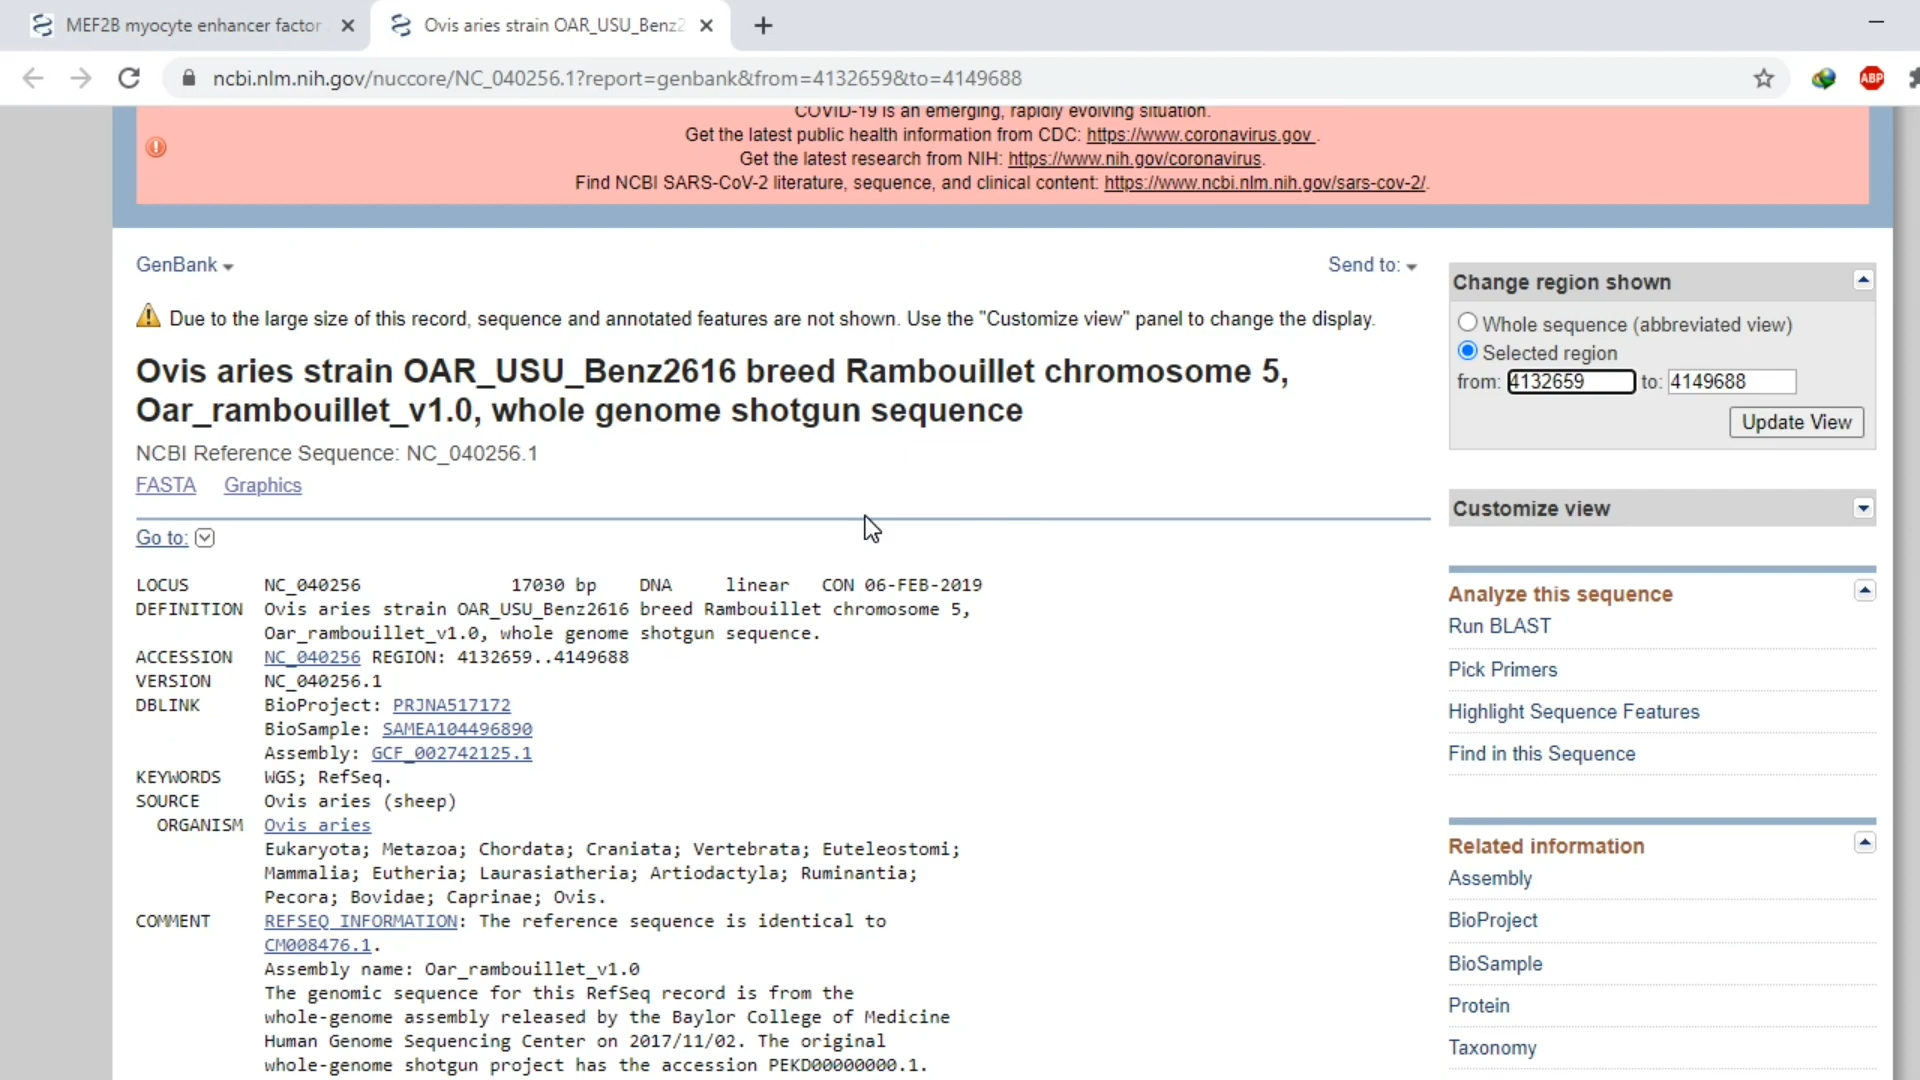 MEF2B myocyte enhancer factor
Ovis aries strain OAR_USU_Benz2
ncbi.nlm.nih.gov/nuccore/NC_040256.1?report=genbank&from=4132659&to=4149688
ABP
COVID-19 is an emerging, rapidly evolving situation.
Get the latest public health information from CDC: https://www.coronavirus.gov .
Get the latest research from NIH: https://www.nih.gov/coronavirus.
Find NCBI SARS-CoV-2 literature, sequence, and clinical content: https://www.ncbi.nlm.nih.gov/sars-cov-2/.
GenBank
Send to:
Due to the large size of this record, sequence and annotated features are not shown. Use the "Customize view" panel to change the display.
Ovis aries strain OAR_USU_Benz2616 breed Rambouillet chromosome 5,
Oar_rambouillet_v1.0, whole genome shotgun sequence
NCBI Reference Sequence: NC_040256.1
FASTA Graphics
Go to:
LOCUS NC_040256 17030 bp DNA linear CON 06-FEB-2019
DEFINITION Ovis aries strain OAR_USU_Benz2616 breed Rambouillet chromosome 5,
Oar_rambouillet_v1.0, whole genome shotgun sequence.
ACCESSION NC_040256 REGION: 4132659..4149688
VERSION NC_040256.1
DBLINK BioProject: PRJNA517172
BioSample: SAMEA104496890
Assembly: GCF_002742125.1
KEYWORDS WGS; RefSeq.
SOURCE Ovis aries (sheep)
ORGANISM Ovis aries
Eukaryota; Metazoa; Chordata; Craniata; Vertebrata; Euteleostomi;
Mammalia; Eutheria; Laurasiatheria; Artiodactyla; Ruminantia;
Pecora; Bovidae; Caprinae; Ovis.
COMMENT REFSEQ INFORMATION: The reference sequence is identical to
CM008476.1.
Assembly name: Oar_rambouillet_v1.0
The genomic sequence for this RefSeq record is from the
whole-genome assembly released by the Baylor College of Medicine
Human Genome Sequencing Center on 2017/11/02. The original
whole-genome shotgun project has the accession PEKD00000000.1.
Change region shown
Whole sequence (abbreviated view)
Selected region
from: 4132659 to: 4149688
Update View
Customize view
Analyze this sequence
Run BLAST
Pick Primers
Highlight Sequence Features
Find in this Sequence
Related information
Assembly
BioProject
BioSample
Protein
Taxonomy